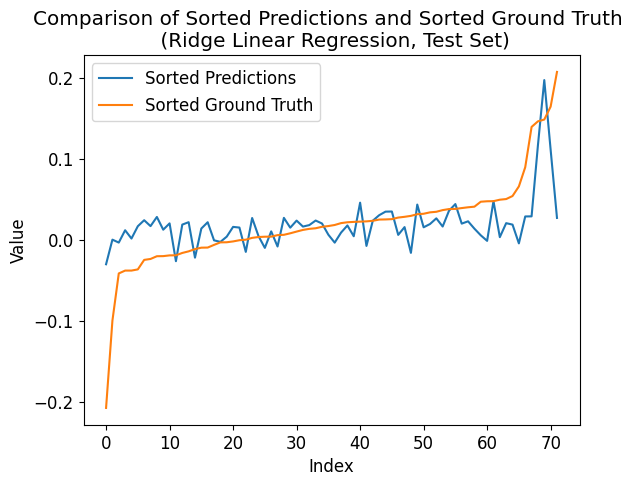 Comparison of Sorted Predictions and Sorted Ground Truth
(Ridge Linear Regression, Test Set)
Sorted Predictions
Sorted Ground Truth
0.2
0.1
0.0
−0.1
−0.2
Value
0 10 20 30 40 50 60 70
Index